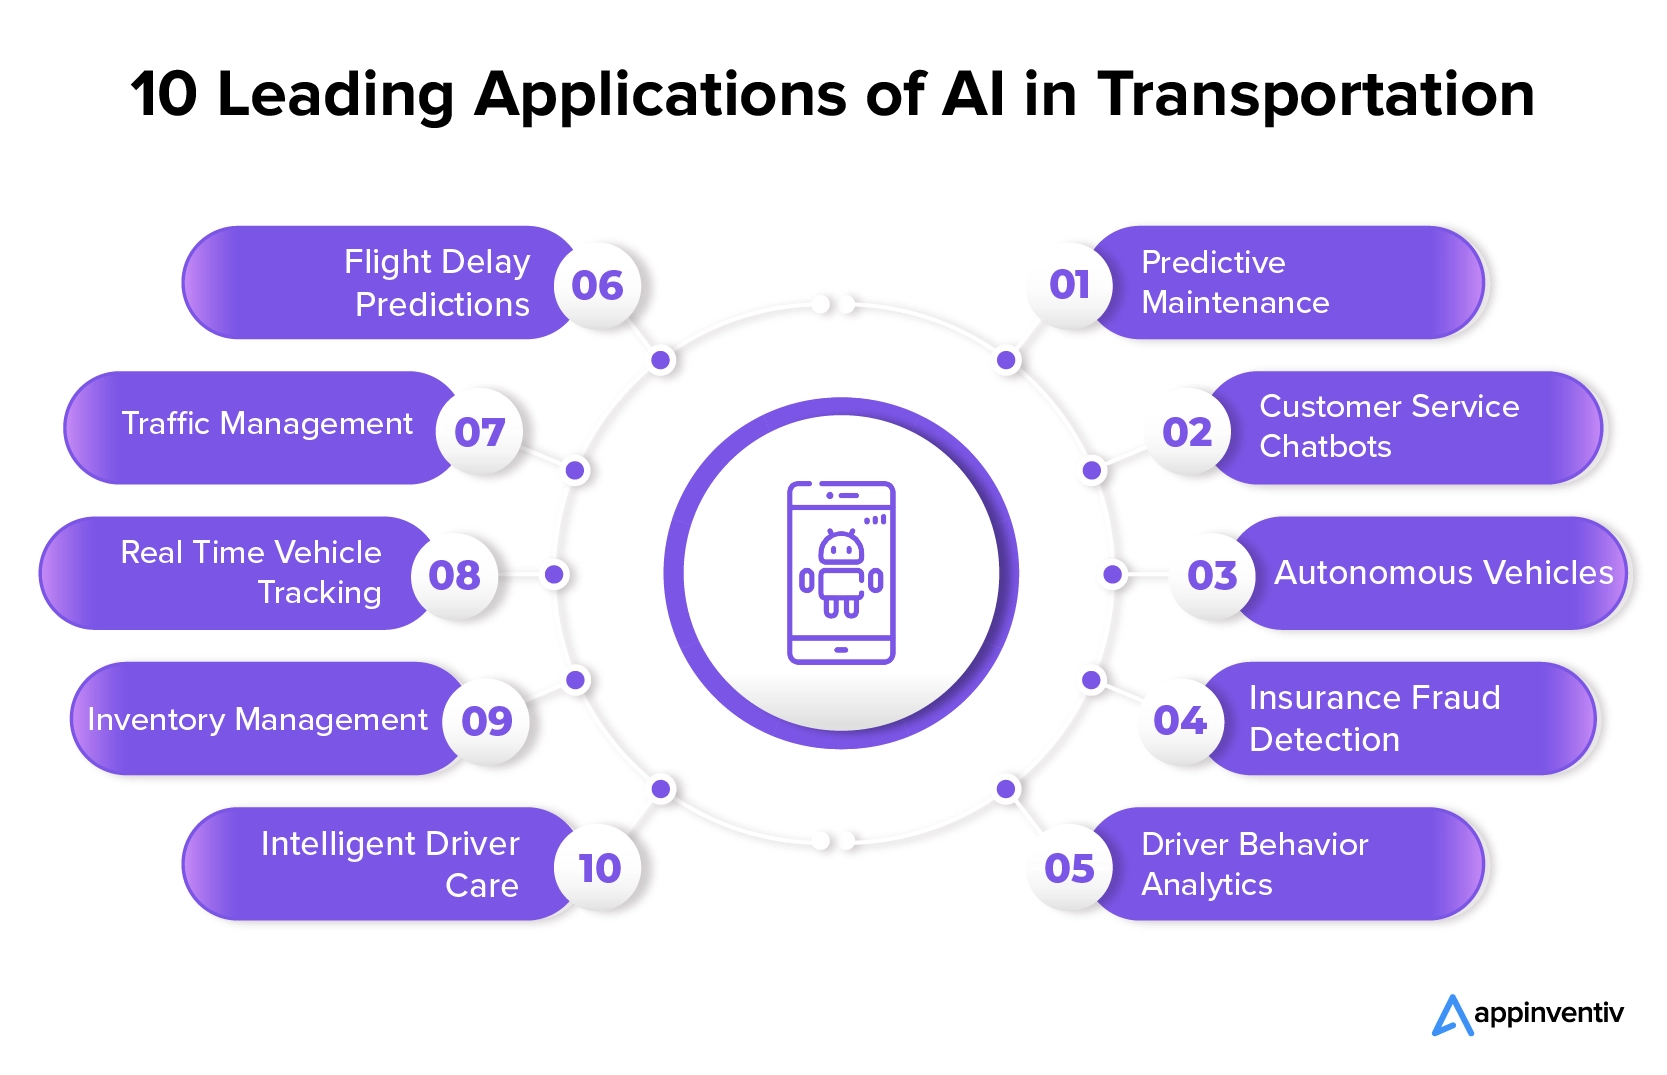 10 Leading Applications of AI in Transportation
01
Predictive
Maintenance
02
Customer Service
Chatbots
03
Autonomous Vehicles
04
Insurance Fraud
Detection
05
Driver Behavior
Analytics
06
Flight Delay
Predictions
07
Traffic Management
08
Real Time Vehicle
Tracking
09
Inventory Management
10
Intelligent Driver
Care
appinventiv